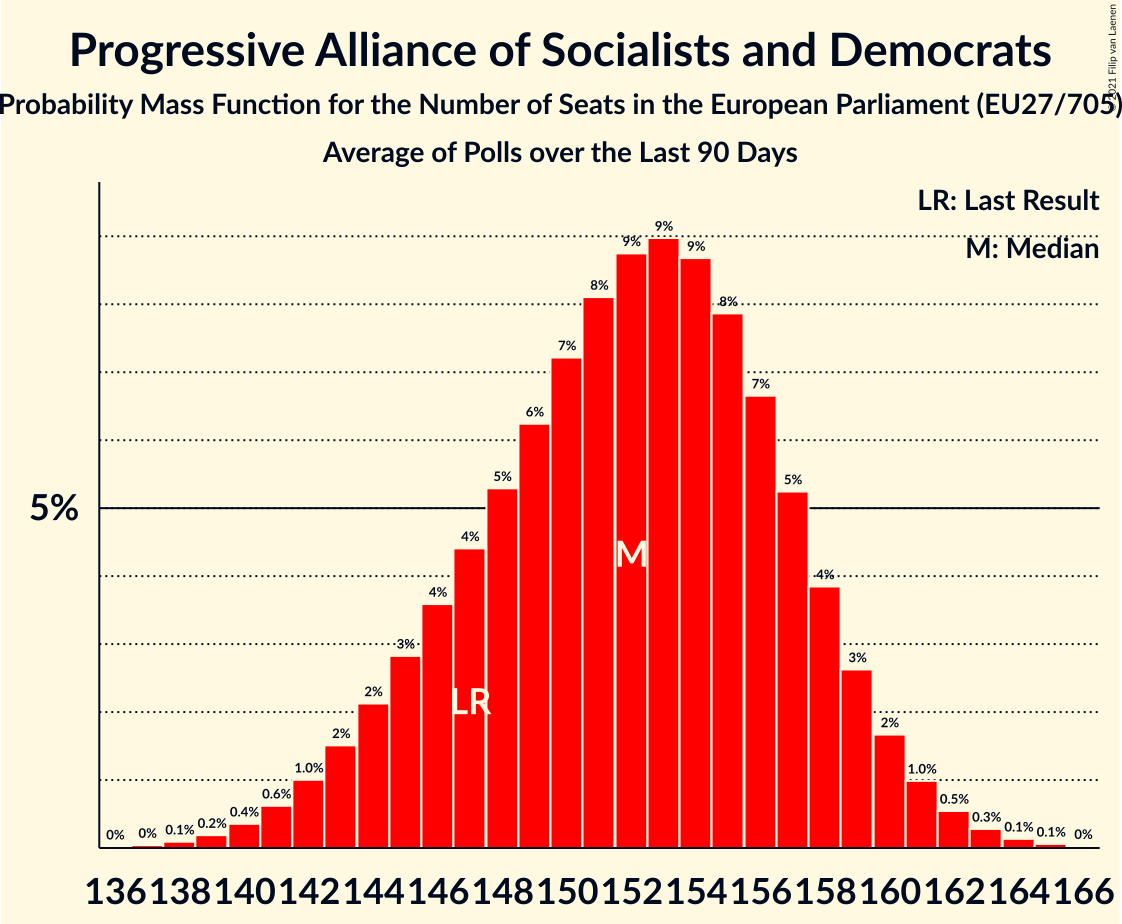 Progressive Alliance of Socialists and Democrats
Probability Mass Function for the Number of Seats in the European Parliament (EU27/705)
Average of Polls over the Last 90 Days
© 2021 Filip van Laenen
LR: Last Result
M: Median
5%
0% 0% 0.1% 0.2% 0.4% 0.6% 1.0% 2% 2% 3% 4% 4% 5% 6% 7% 8% 9% 9% 9% 8% 7% 5% 4% 3% 2% 1.0% 0.5% 0.3% 0.1% 0.1% 0%
LR
M
136 138 140 142 144 146 148 150 152 154 156 158 160 162 164 166